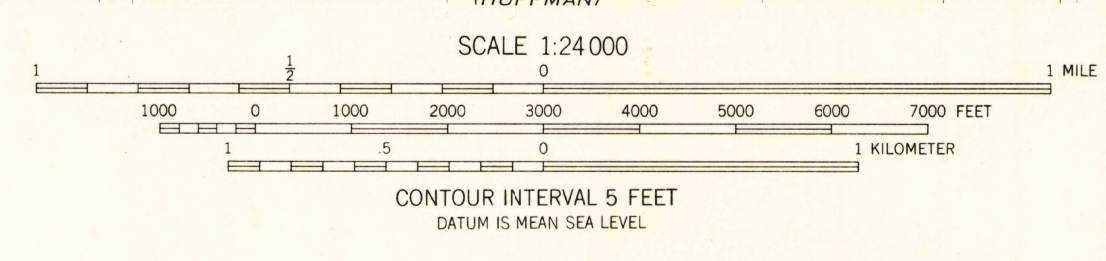 (HOFFMAN)
SCALE 1:24 000
1 1/2 0 1 MILE
1000 0 1000 2000 3000 4000 5000 6000 7000 FEET
1 .5 0 1 KILOMETER
CONTOUR INTERVAL 5 FEET
DATUM IS MEAN SEA LEVEL